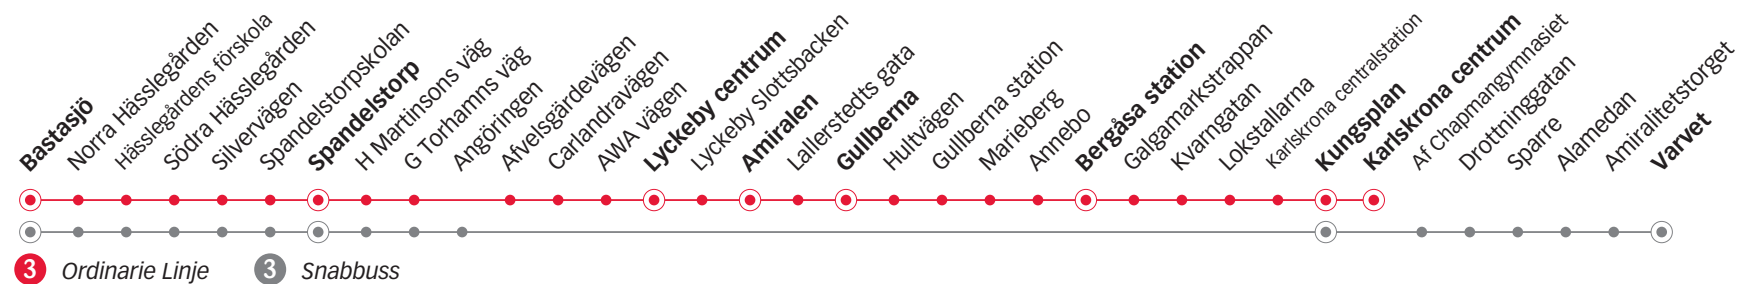 Bastasjö
Norra Hässlegården
Hässlegårdens förskola
Södra Hässlegården
Silvervägen
Spandelstorpskolan
Spandelstorp
H Martinsons väg
G Torhamns väg
Angöringen
Afvelsgärdevägen
Carlandravägen
AWA vägen
Lyckeby centrum
Lyckeby Slottsbacken
Amiralen
Lallerstedts gata
Gullberna
Hultvägen
Gullberna station
Marieberg
Annebo
Bergåsa station
Galgamarkstrappan
Kvarngatan
Lokstallarna
Karlskrona centralstation
Kungsplan
Karlskrona centrum
Af Chapmangymnasiet
Drottninggatan
Sparre
Alamedan
Amiralitetstorget
Varvet
3 Ordinarie Linje
3 Snabbuss